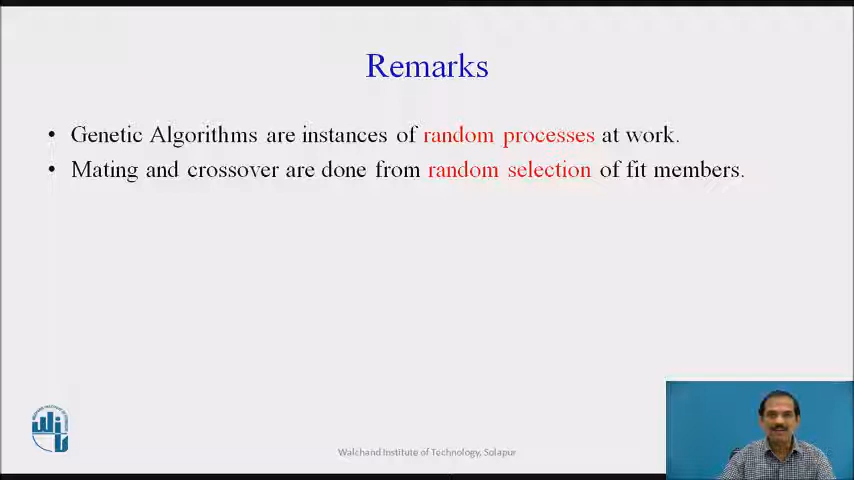 Remarks
• Genetic Algorithms are instances of random processes at work.
• Mating and crossover are done from random selection of fit members.
Walchand Institute of Technology, Solapur